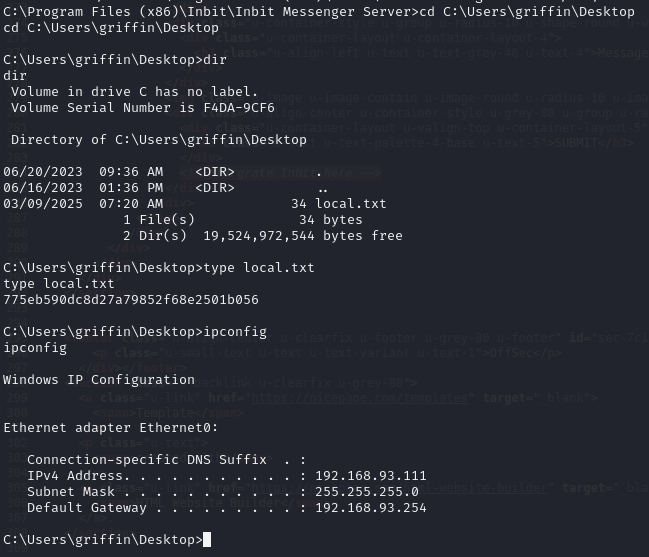 C:\Program Files (x86)\Inbit\Inbit Messenger Server>cd C:\Users\griffin\Desktop
cd C:\Users\griffin\Desktop
C:\Users\griffin\Desktop>dir
dir
 Volume in drive C has no label.
 Volume Serial Number is F4DA-9CF6
 Directory of C:\Users\griffin\Desktop
06/20/2023  09:36 AM    <DIR>          .
06/16/2023  01:36 PM    <DIR>          ..
03/09/2025  07:20 AM                34 local.txt
               1 File(s)             34 bytes
               2 Dir(s)  19,524,972,544 bytes free
C:\Users\griffin\Desktop>type local.txt
type local.txt
775eb590dc8d27a79852f68e2501b056
C:\Users\griffin\Desktop>ipconfig
ipconfig
Windows IP Configuration
Ethernet adapter Ethernet0:
   Connection-specific DNS Suffix  . :
   IPv4 Address. . . . . . . . . . . : 192.168.93.111
   Subnet Mask . . . . . . . . . . . : 255.255.255.0
   Default Gateway . . . . . . . . . : 192.168.93.254
C:\Users\griffin\Desktop>